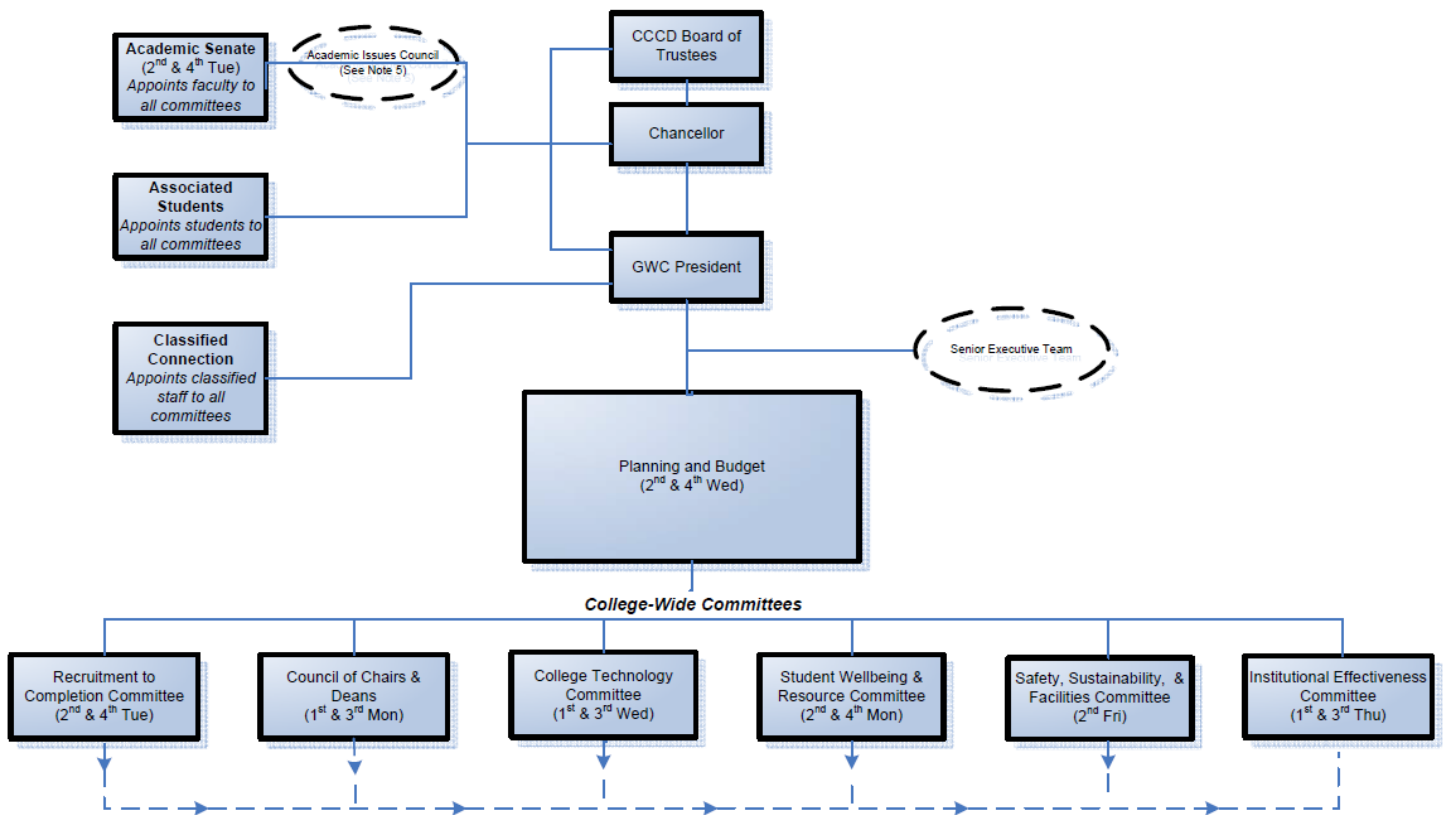 Academic Senate
(2nd & 4th Tue)
Appoints faculty to
all committees
Academic Issues Council
(See Note 5)
CCCD Board of
Trustees
Chancellor
Associated
Students
Appoints students to
all committees
GWC President
Classified
Connection
Appoints classified
staff to all
committees
Senior Executive Team
Planning and Budget
(2nd & 4th Wed)
College-Wide Committees
Recruitment to
Completion Committee
(2nd & 4th Tue)
Council of Chairs &
Deans
(1st & 3rd Mon)
College Technology
Committee
(1st & 3rd Wed)
Student Wellbeing &
Resource Committee
(2nd & 4th Mon)
Safety, Sustainability, &
Facilities Committee
(2nd Fri)
Institutional Effectiveness
Committee
(1st & 3rd Thu)